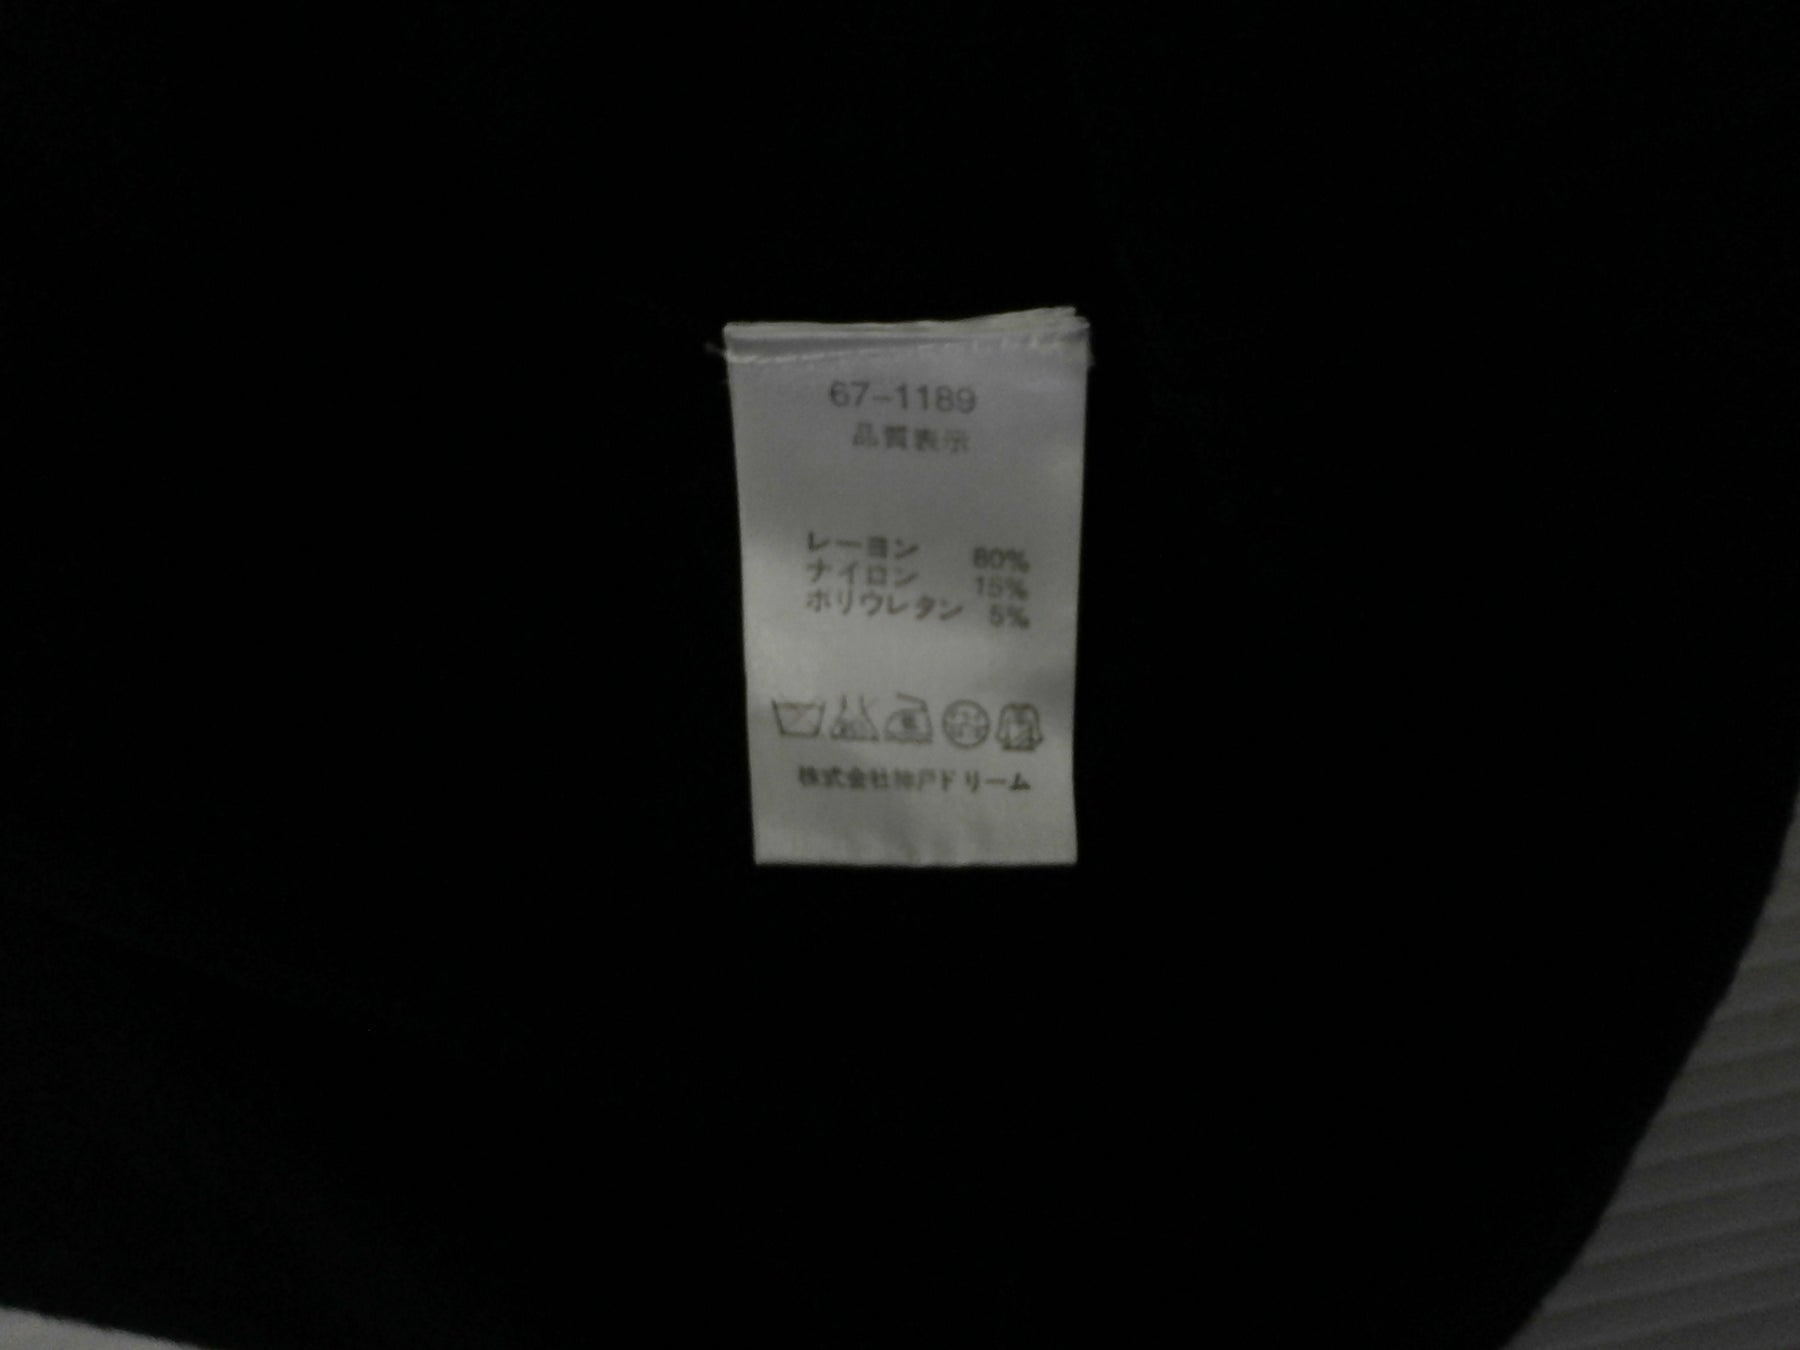 67-1189
品質表示
レーヨン 80%
ナイロン 15%
ポリウレタン 5%
株式会社神戸ドリーム